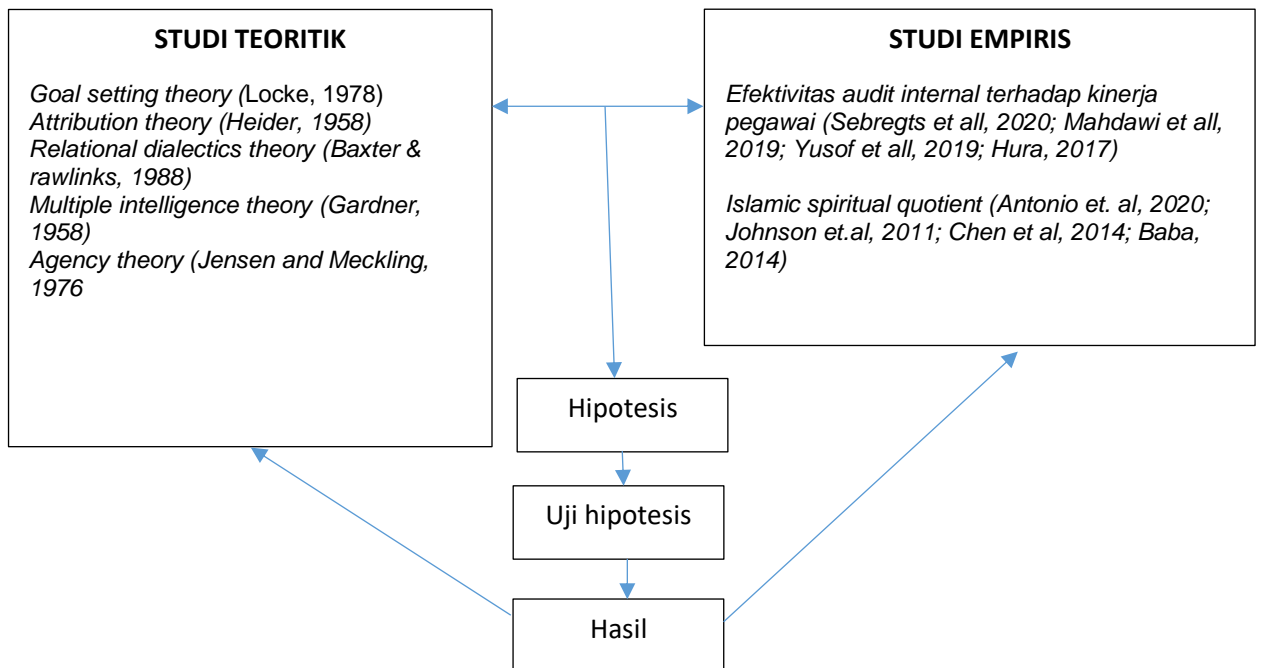 STUDI TEORITIK
Goal setting theory (Locke, 1978)
Attribution theory (Heider, 1958)
Relational dialectics theory (Baxter &
rawlinks, 1988)
Multiple intelligence theory (Gardner,
1958)
Agency theory (Jensen and Meckling,
1976
STUDI EMPIRIS
Efektivitas audit internal terhadap kinerja
pegawai (Sebregts et all, 2020; Mahdawi et all,
2019; Yusof et all, 2019; Hura, 2017)
Islamic spiritual quotient (Antonio et. al, 2020;
Johnson et.al, 2011; Chen et al, 2014; Baba,
2014)
Hipotesis
Uji hipotesis
Hasil